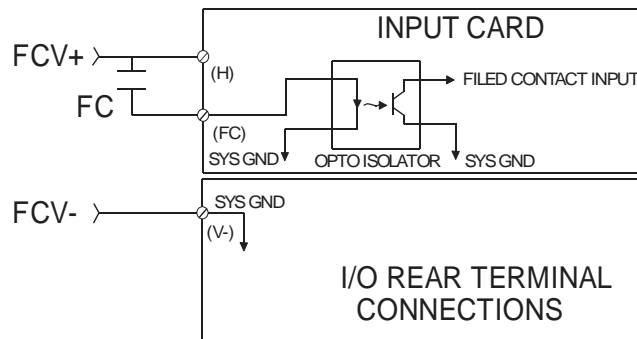 INPUT CARD
FCV+
(H)
FILED CONTACT INPUT
FC
(FC)
SYS GND
OPTO ISOLATOR
SYS GND
FCV-
SYS GND
(V-)
I/O REAR TERMINAL
CONNECTIONS